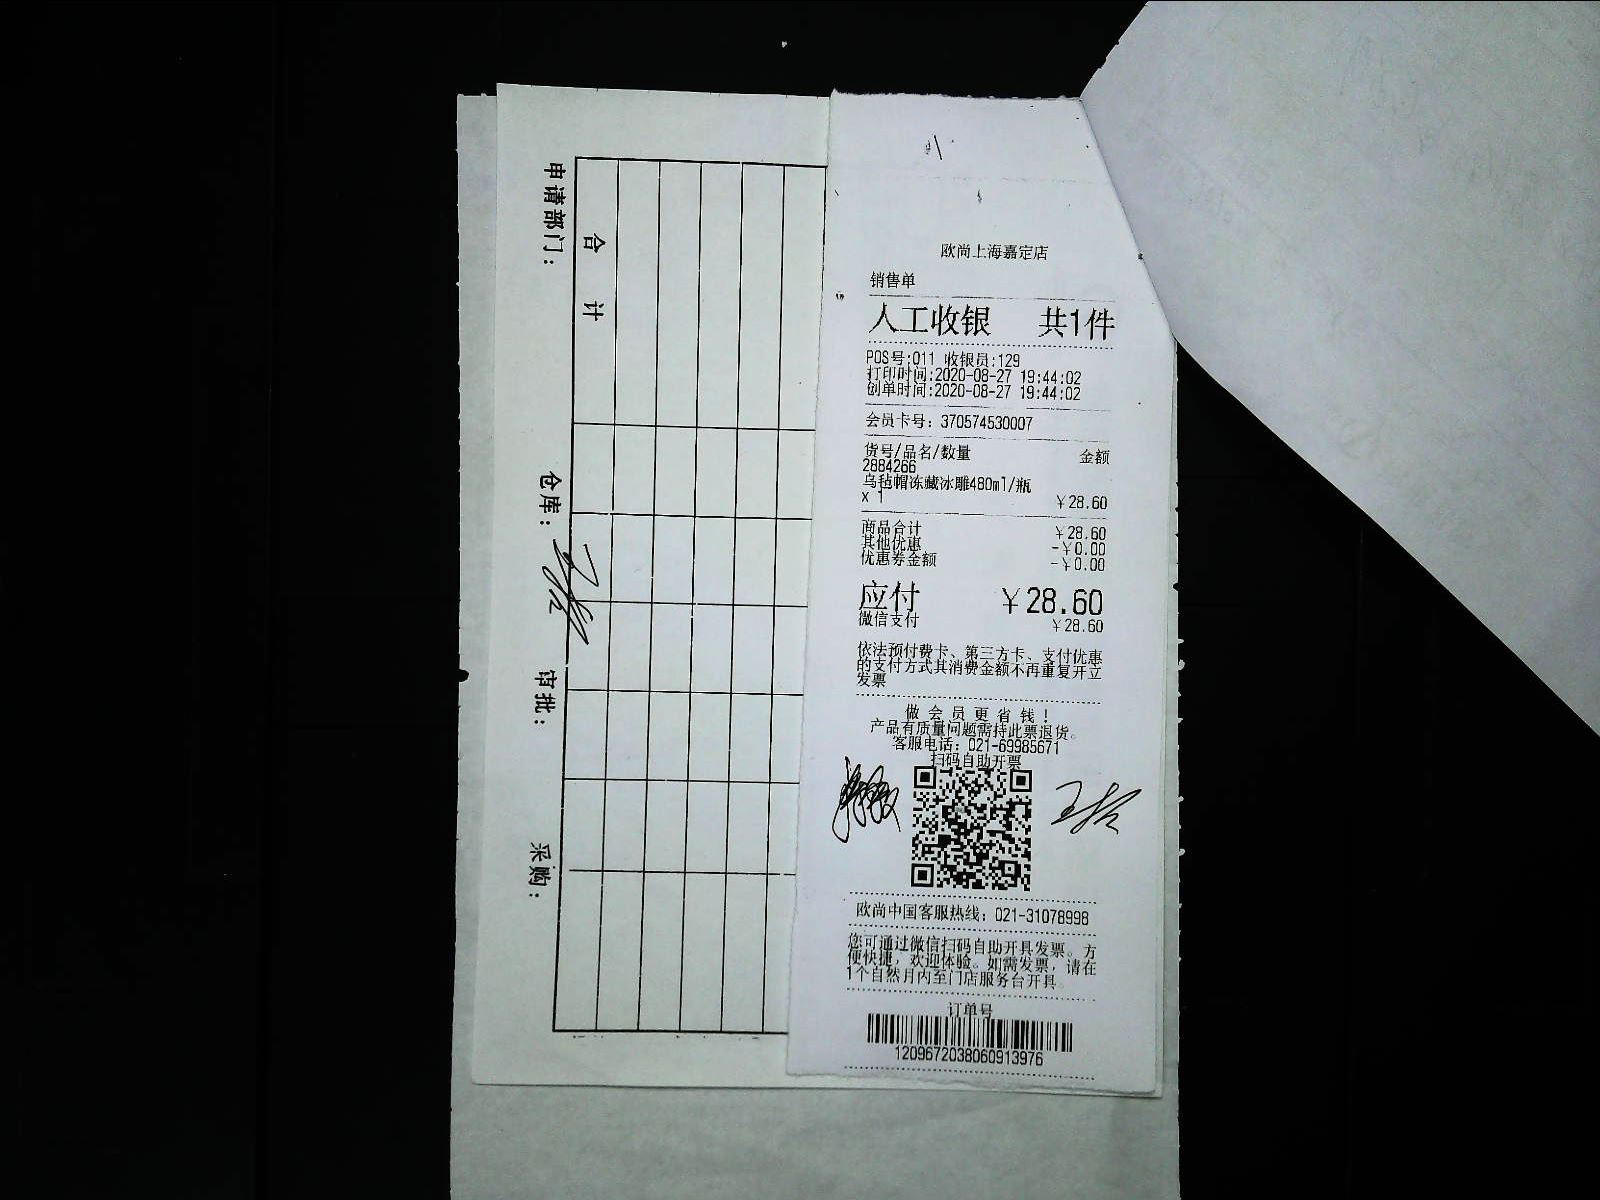 申请部门：
合计
仓库：
审批：
采购：
欧尚上海嘉定店
销售单
人工收银 共1件
POS号:011 收银员:129
打印时间:2020-08-27 19:44:02
创单时间:2020-08-27 19:44:02
会员卡号: 370574530007
货号/品名/数量 金额
2884266
乌毡帽冻藏冰雕480ml/瓶
x 1 ￥28.60
商品合计 ￥28.60
其他优惠 -￥0.00
优惠券金额 -￥0.00
应付 ￥28.60
微信支付 ￥28.60
依法预付费卡、第三方卡、支付优惠
的支付方式其消费金额不再重复开立
发票
做会员更省钱！
产品有质量问题需持此票退货。
客服电话: 021-69985671
扫码自助开票
欧尚中国客服热线: 021-31078998
您可通过微信扫码自助开具发票。方
便快捷，欢迎体验。如需发票，请在
1个自然月内至门店服务台开具
订单号
1209672038060913976